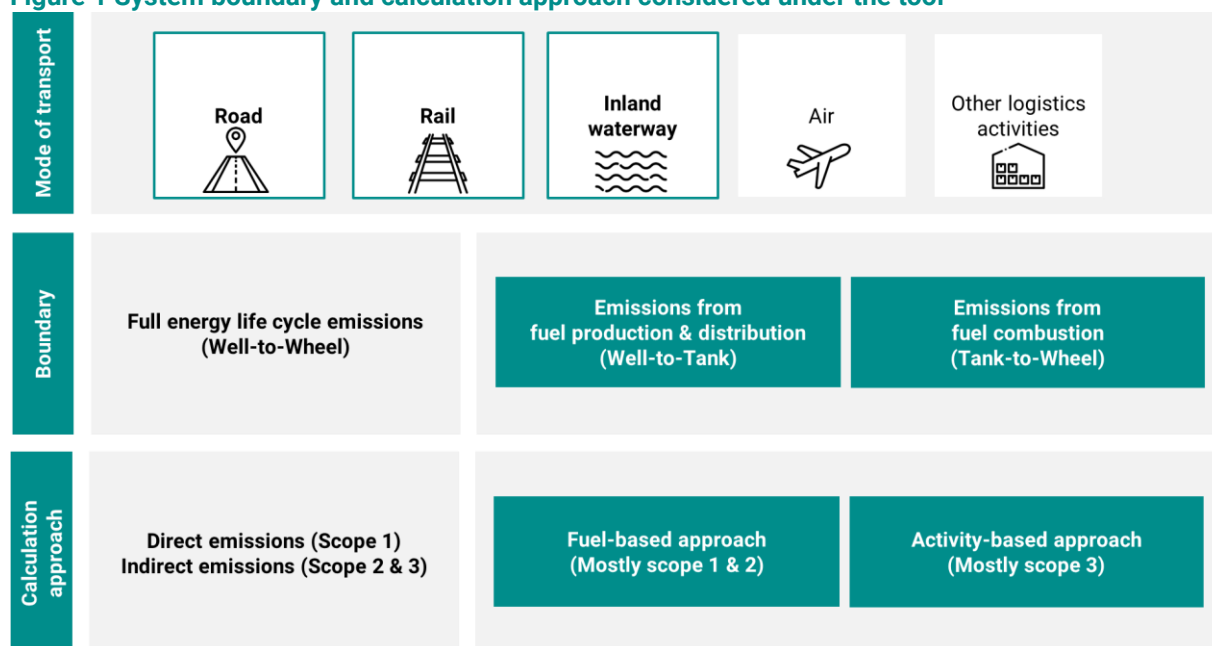 Figure 1 System boundary and calculation approach considered under the tool
Mode of transport
Road
Rail
Inland
waterway
Air
Other logistics
activities
Boundary
Full energy life cycle emissions
(Well-to-Wheel)
Emissions from
fuel production & distribution
(Well-to-Tank)
Emissions from
fuel combustion
(Tank-to-Wheel)
Calculation
approach
Direct emissions (Scope 1)
Indirect emissions (Scope 2 & 3)
Fuel-based approach
(Mostly scope 1 & 2)
Activity-based approach
(Mostly scope 3)